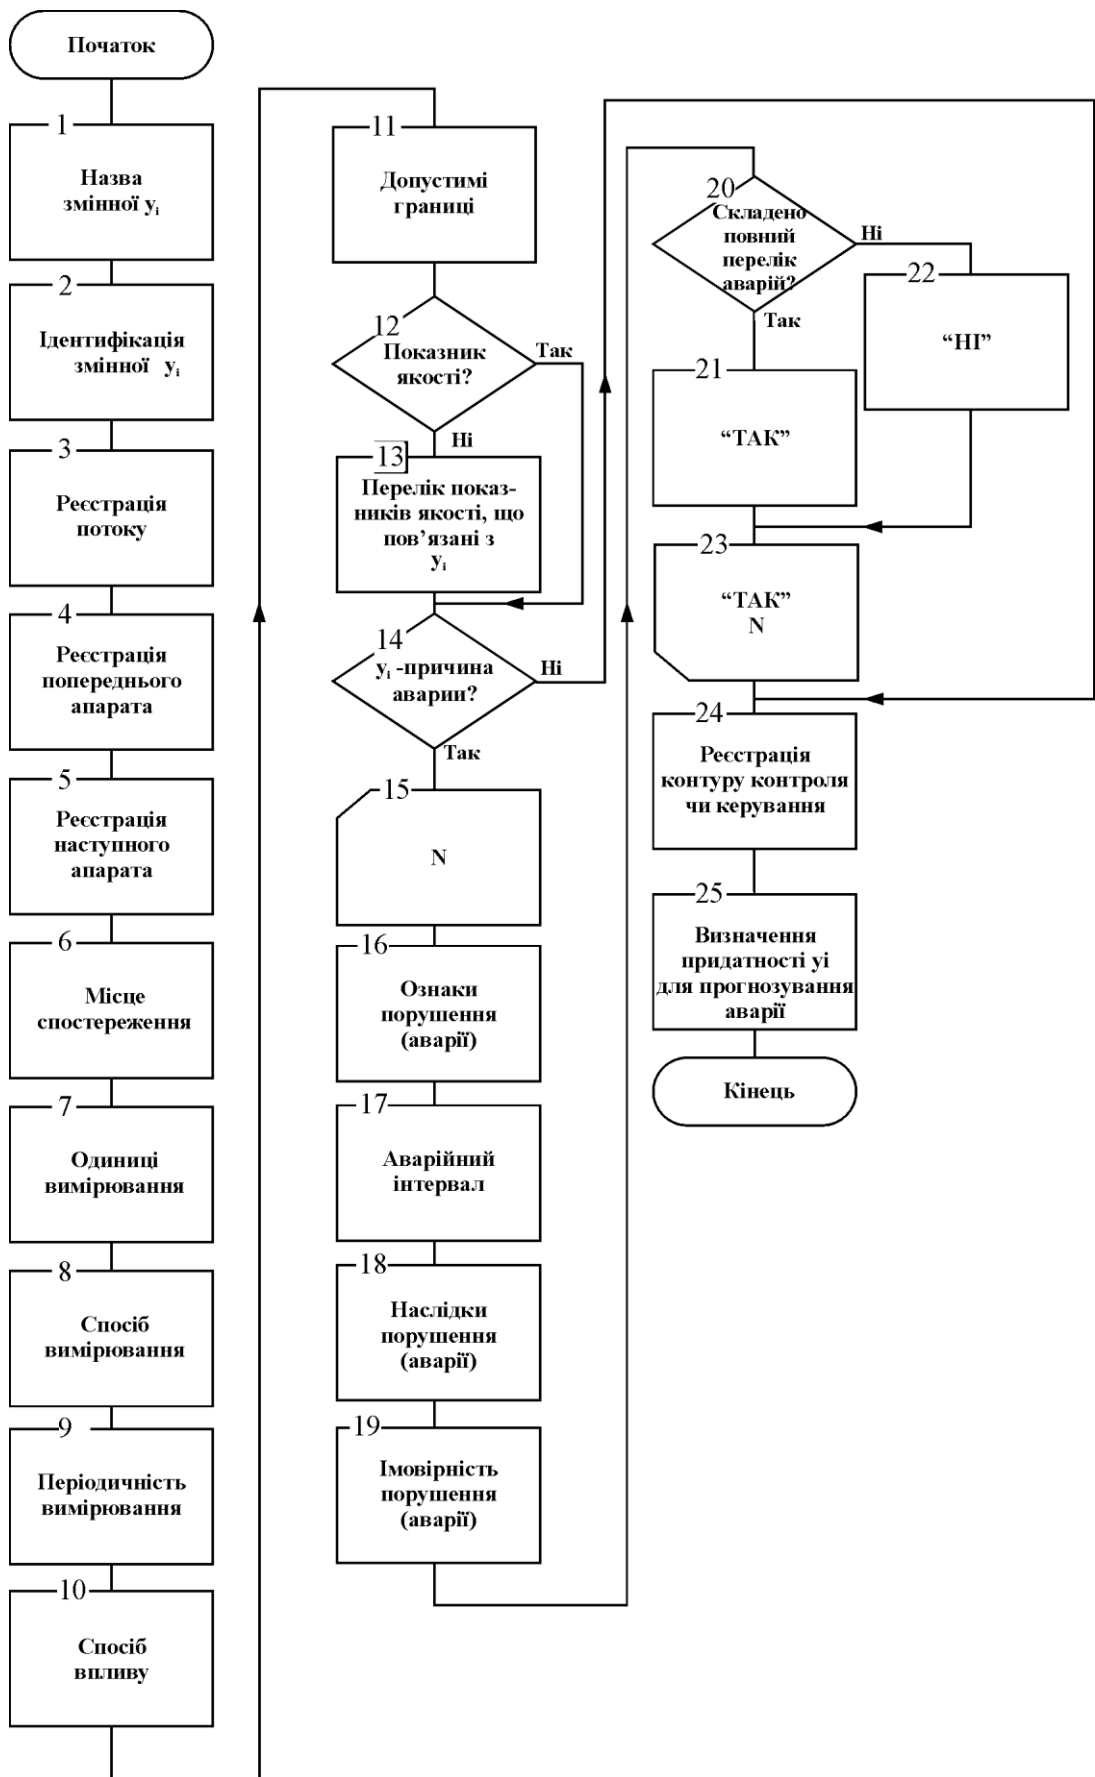 Початок
1
Назва
змінної yᵢ
2
Ідентифікація
змінної yᵢ
3
Реєстрація
потоку
4
Реєстрація
попереднього
апарата
5
Реєстрація
наступного
апарата
6
Місце
спостереження
7
Одиниці
вимірювання
8
Спосіб
вимірювання
9
Періодичність
вимірювання
10
Спосіб
впливу
11
Допустимі
границі
12
Показник
якості?
Так
Ні
13
Перелік показ-
ників якості, що
пов’язані з
yᵢ
14
yᵢ -причина
аварии?
Ні
Так
15
N
16
Ознаки
порушення
(аварії)
17
Аварійний
інтервал
18
Наслідки
порушення
(аварії)
19
Імовірність
порушення
(аварії)
20
Складено
повний
перелік
аварій?
Ні
Так
21
“ТАК”
22
“НІ”
23
“ТАК”
N
24
Реєстрація
контуру контроля
чи керування
25
Визначення
придатності уі
для прогнозування
аварії
Кінець